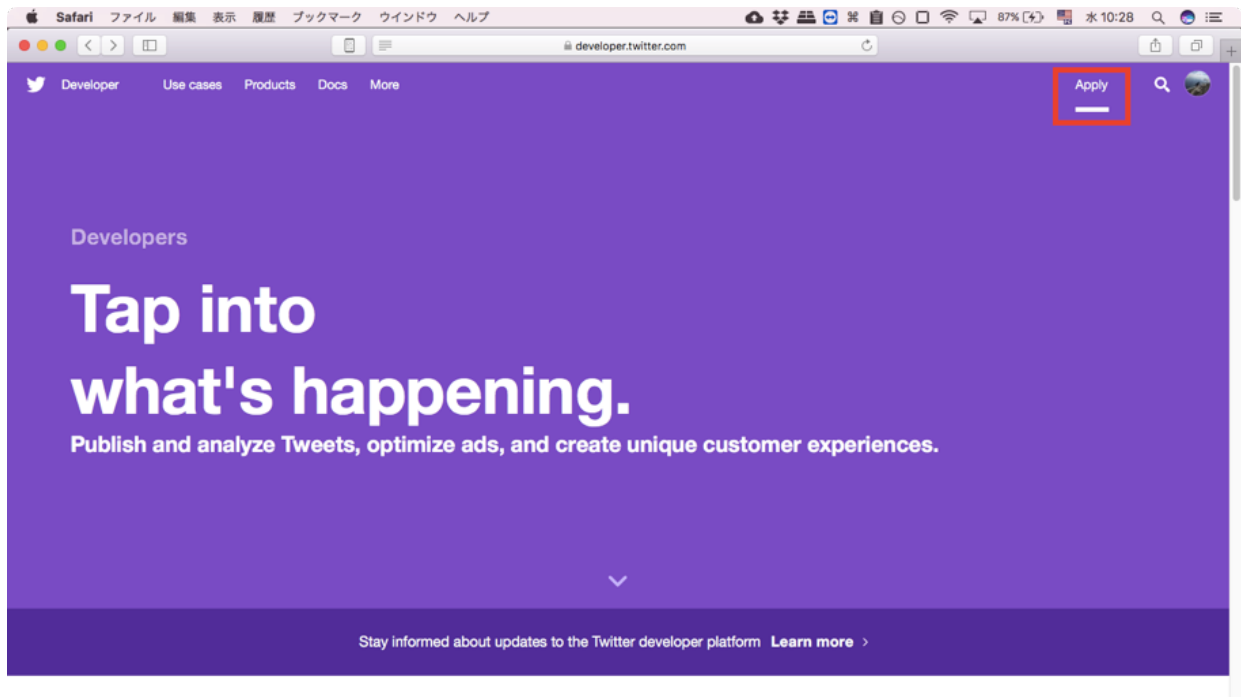 Safari ファイル 編集 表示 履歴 ブックマーク ウインドウ ヘルプ 87% 水10:28
developer.twitter.com
Developer Use cases Products Docs More Apply
Developers
Tap into
what's happening.
Publish and analyze Tweets, optimize ads, and create unique customer experiences.
Stay informed about updates to the Twitter developer platform Learn more